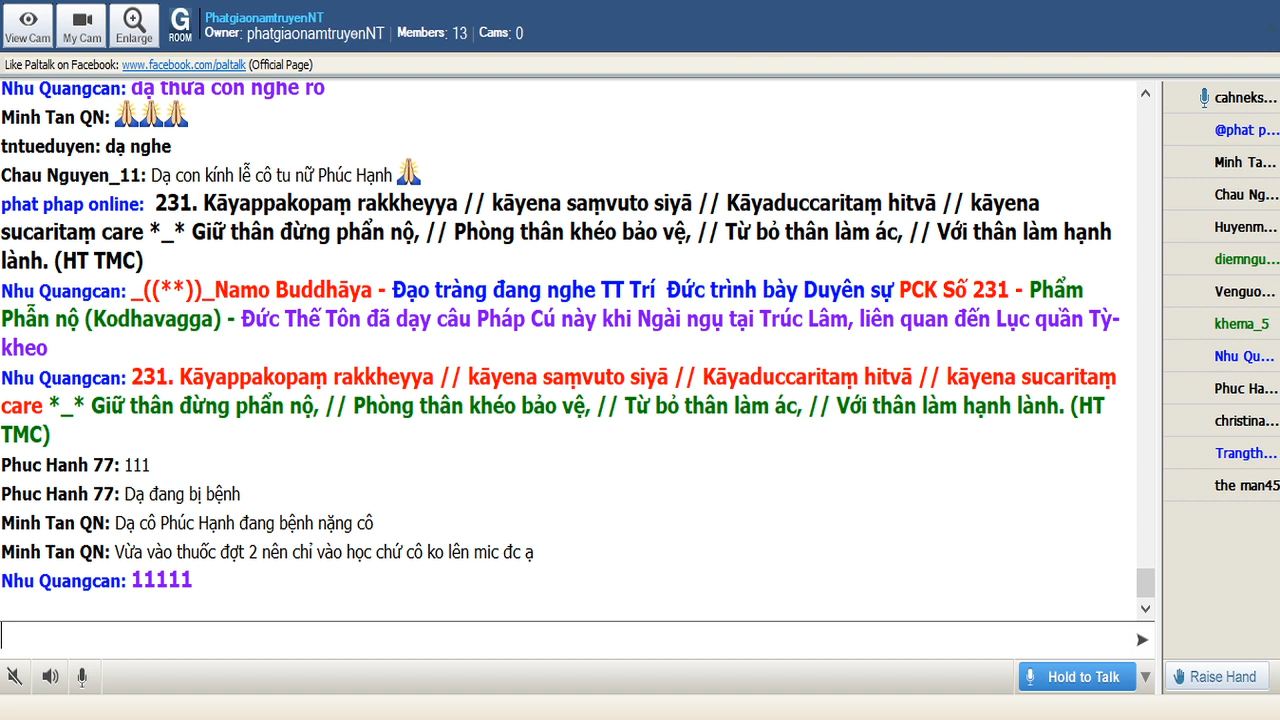 View Cam
My Cam
Enlarge
G
ROOM
PhatgiaonamtruyenNT
Owner: phatgiaonamtruyenNT | Members: 13 | Cams: 0
Like Paltalk on Facebook: www.facebook.com/paltalk (Official Page)
Nhu Quangcan: dạ thưa con nghe rõ
Minh Tan QN:
tntueduyen: dạ nghe
Chau Nguyen_11: Dạ con kính lễ cô tu nữ Phúc Hạnh
phat phap online: 231. Kāyappakopaṃ rakkheyya // kāyena saṃvuto siyā // Kāyaduccaritaṃ hitvā // kāyena
sucaritaṃ care *_* Giữ thân đừng phẩn nộ, // Phòng thân khéo bảo vệ, // Từ bỏ thân làm ác, // Với thân làm hạnh
lành. (HT TMC)
Nhu Quangcan: _((**))_Namo Buddhāya - Đạo tràng đang nghe TT Trí Đức trình bày Duyên sự PCK Số 231 - Phẩm
Phẫn nộ (Kodhavagga) - Đức Thế Tôn đã dạy câu Pháp Cú này khi Ngài ngụ tại Trúc Lâm, liên quan đến Lục quần Tỳ-
kheo
Nhu Quangcan: 231. Kāyappakopaṃ rakkheyya // kāyena saṃvuto siyā // Kāyaduccaritaṃ hitvā // kāyena sucaritaṃ
care *_* Giữ thân đừng phẩn nộ, // Phòng thân khéo bảo vệ, // Từ bỏ thân làm ác, // Với thân làm hạnh lành. (HT
TMC)
Phuc Hanh 77: 111
Phuc Hanh 77: Dạ đang bị bệnh
Minh Tan QN: Dạ cô Phúc Hạnh đang bệnh nặng cô
Minh Tan QN: Vừa vào thuốc đợt 2 nên chỉ vào học chứ cô ko lên mic đc ạ
Nhu Quangcan: 11111
cahneks...
@phat p...
Minh Ta...
Chau Ng...
Huyenm...
diemngu...
Venguo...
khema_5
Nhu Qu...
Phuc Ha...
christina...
Trangth...
the man45
Hold to Talk
Raise Hand